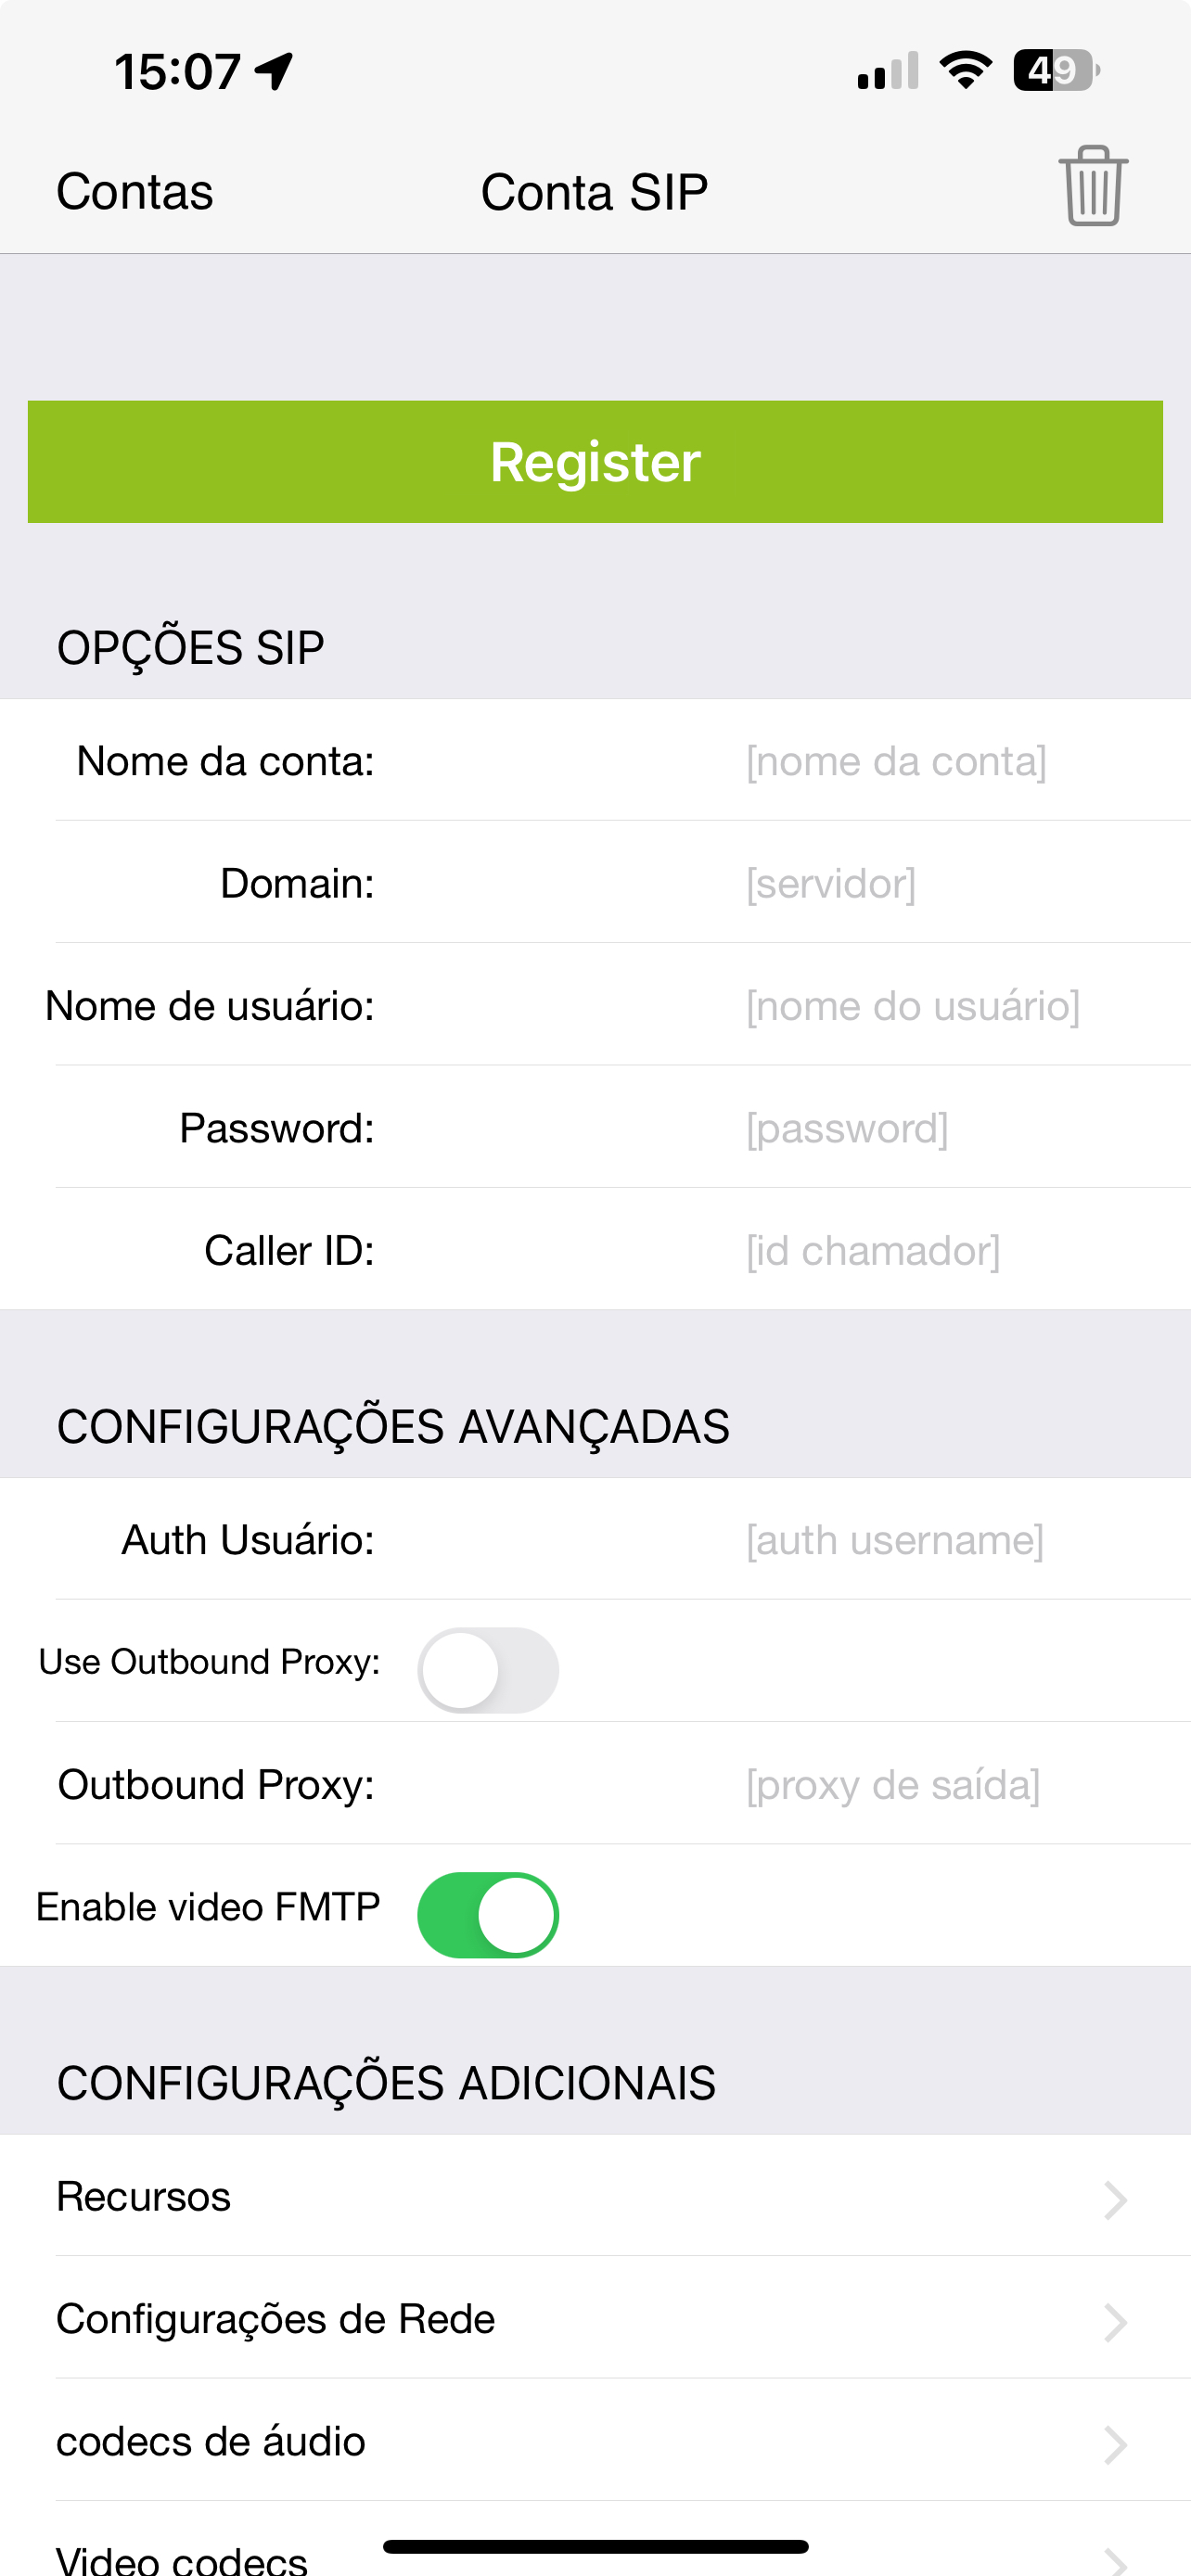 15:07
49
Contas
Conta SIP
Register
OPÇÕES SIP
Nome da conta: [nome da conta]
Domain: [servidor]
Nome de usuário: [nome do usuário]
Password: [password]
Caller ID: [id chamador]
CONFIGURAÇÕES AVANÇADAS
Auth Usuário: [auth username]
Use Outbound Proxy:
Outbound Proxy: [proxy de saída]
Enable video FMTP
CONFIGURAÇÕES ADICIONAIS
Recursos
Configurações de Rede
codecs de áudio
Video codecs